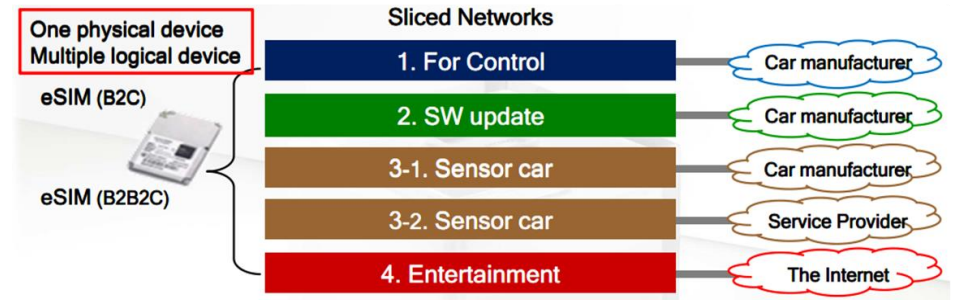 Sliced Networks
One physical device
Multiple logical device
eSIM (B2C)
eSIM (B2B2C)
1. For Control
Car manufacturer
2. SW update
Car manufacturer
3-1. Sensor car
Car manufacturer
3-2. Sensor car
Service Provider
4. Entertainment
The Internet